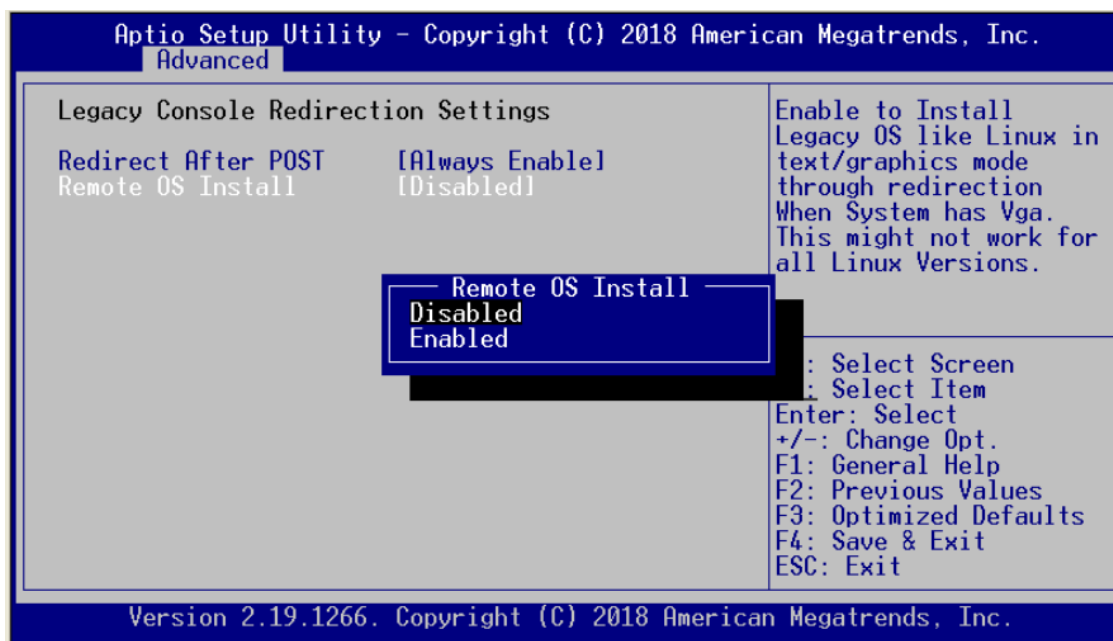 Aptio Setup Utility – Copyright (C) 2018 American Megatrends, Inc.
Advanced
Legacy Console Redirection Settings
Redirect After POST [Always Enable]
Remote OS Install [Disabled]
Enable to Install
Legacy OS like Linux in
text/graphics mode
through redirection
When System has Vga.
This might not work for
all Linux Versions.
Remote OS Install
Disabled
Enabled
: Select Screen
: Select Item
Enter: Select
+/-: Change Opt.
F1: General Help
F2: Previous Values
F3: Optimized Defaults
F4: Save & Exit
ESC: Exit
Version 2.19.1266. Copyright (C) 2018 American Megatrends, Inc.